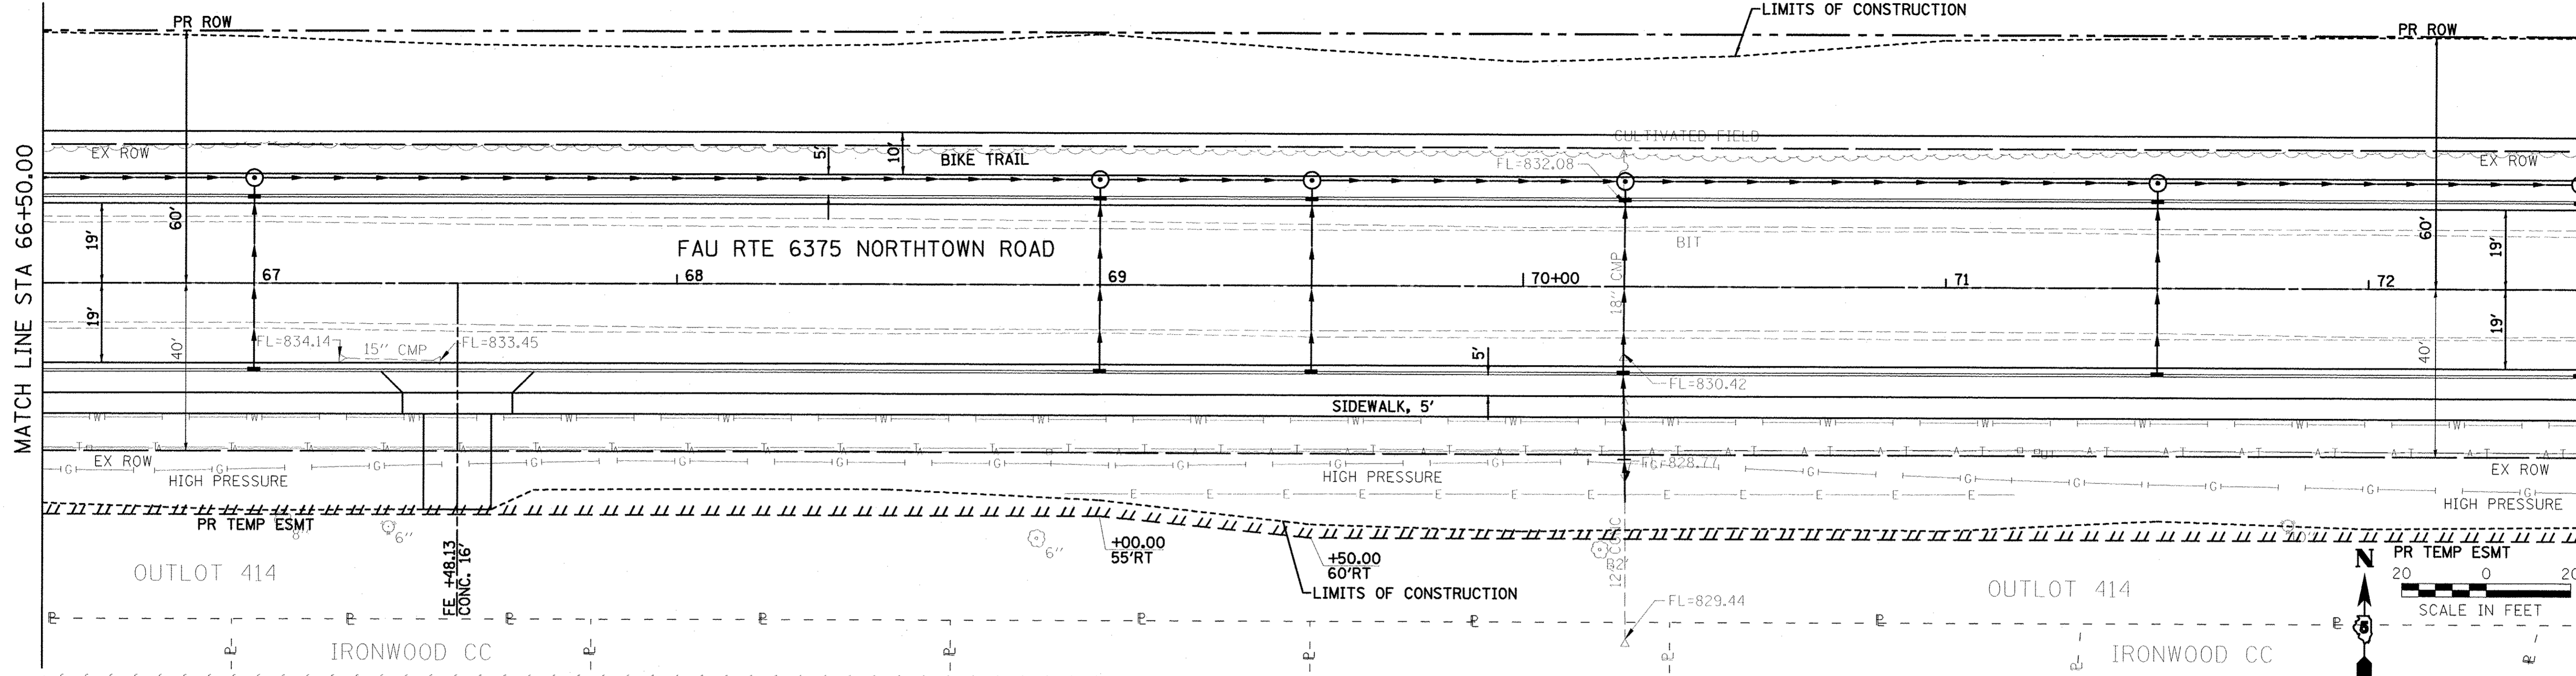 LIMITS OF CONSTRUCTION
PR ROW
PR ROW
CULTIVATED FIELD
EX ROW
5'
10'
BIKE TRAIL
FL=832.08
EX ROW
MATCH LINE STA 66+50.00
60'
19'
FAU RTE 6375 NORTHTOWN ROAD
BIT
60'
19'
67
68
69
70+00
71
72
18" CMP
19'
40'
FL=834.14
15" CMP
FL=833.45
5'
FL=830.42
19'
40'
SIDEWALK, 5'
W W W W W W W W W W W W W W W W
EX ROW
HIGH PRESSURE
HIGH PRESSURE
FL=828.77
EX ROW
HIGH PRESSURE
G G G G G G G G G G G G G G G
E E E E E E E E E E E E
PR TEMP ESMT
8"
6"
6"
+00.00
55'RT
+50.00
60'RT
LIMITS OF CONSTRUCTION
FE +48.13
CONC. 16'
PR TEMP ESMT
N
20 0 20
SCALE IN FEET
OUTLOT 414
OUTLOT 414
FL=829.44
IRONWOOD CC
IRONWOOD CC